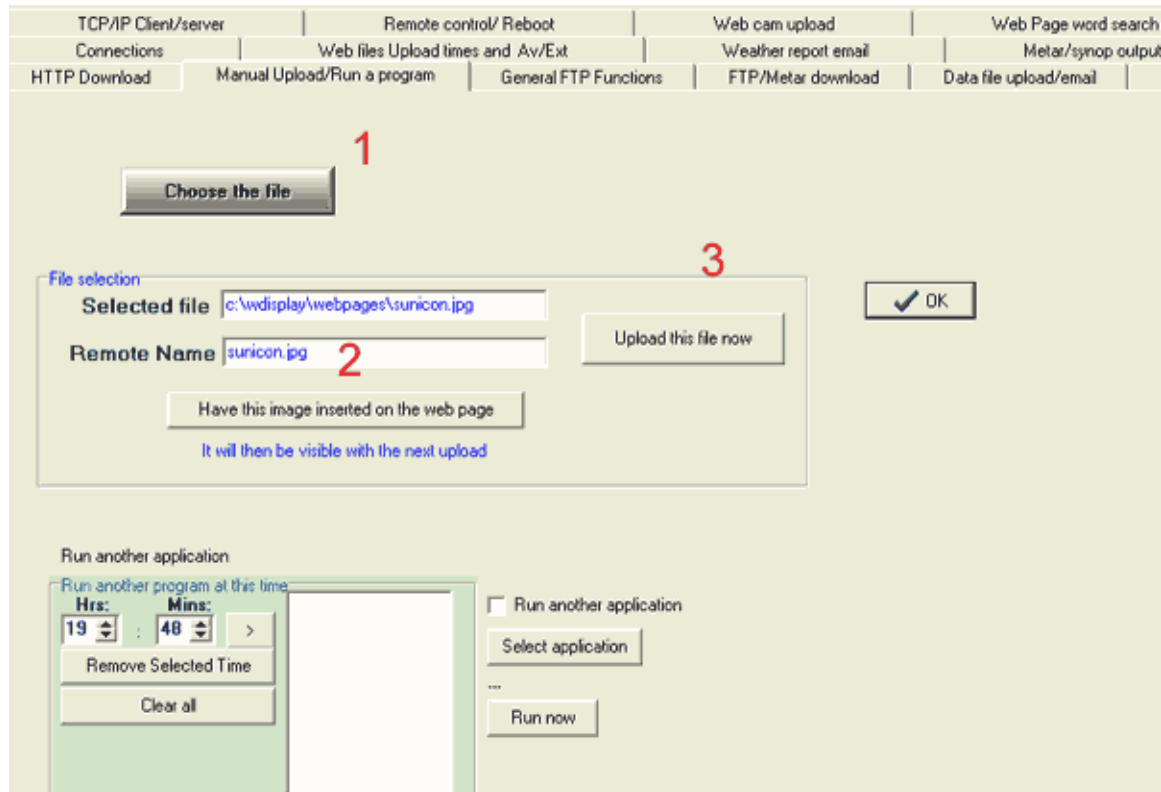 TCP/IP Client/server Remote control/ Reboot Web cam upload Web Page word search
Connections Web files Upload times and Av/Ext Weather report email Metar/synop output
HTTP Download Manual Upload/Run a program General FTP Functions FTP/Metar download Data file upload/email
1
Choose the file
3
File selection
Selected file c:\wdisplay\webpages\sunicon.jpg
OK
Upload this file now
Remote Name sunicon.jpg
2
Have this image inserted on the web page
It will then be visible with the next upload
Run another application
Run another program at this time
Hrs: Mins:
19 : 48 >
Remove Selected Time
Clear all
Run another application
Select application
...
Run now